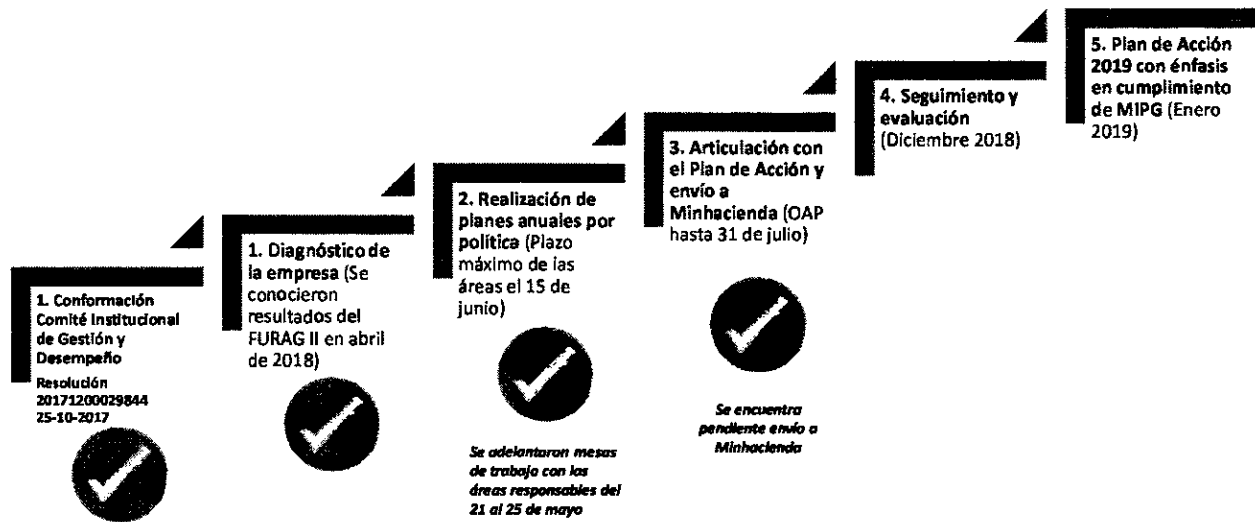 1. Conformación
Comité Institucional
de Gestión y
Desempeño
Resolución
20171200029844
25-10-2017
1. Diagnóstico de
la empresa (Se
conocieron
resultados del
FURAG II en abril
de 2018)
2. Realización de
planes anuales por
política (Plazo
máximo de las
áreas el 15 de
junio)
Se adelantaron mesas
de trabajo con las
áreas responsables del
21 al 25 de mayo
3. Articulación con
el Plan de Acción y
envío a
Minhacienda (OAP
hasta 31 de julio)
Se encuentra
pendiente envío a
Minhacienda
4. Seguimiento y
evaluación
(Diciembre 2018)
5. Plan de Acción
2019 con énfasis
en cumplimiento
de MIPG (Enero
2019)